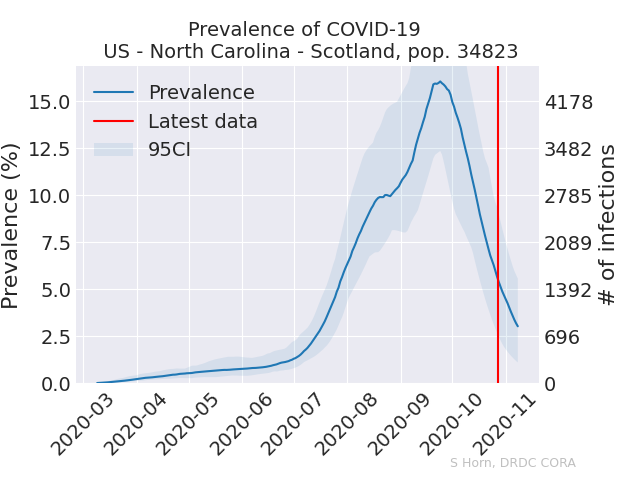 Prevalence of COVID-19
US - North Carolina - Scotland, pop. 34823
Prevalence
Latest data
95CI
Prevalence (%)
15.0
12.5
10.0
7.5
5.0
2.5
0.0
4178
3482
2785
2089
1392
696
0
# of infections
2020-03
2020-04
2020-05
2020-06
2020-07
2020-08
2020-09
2020-10
2020-11
S Horn, DRDC CORA